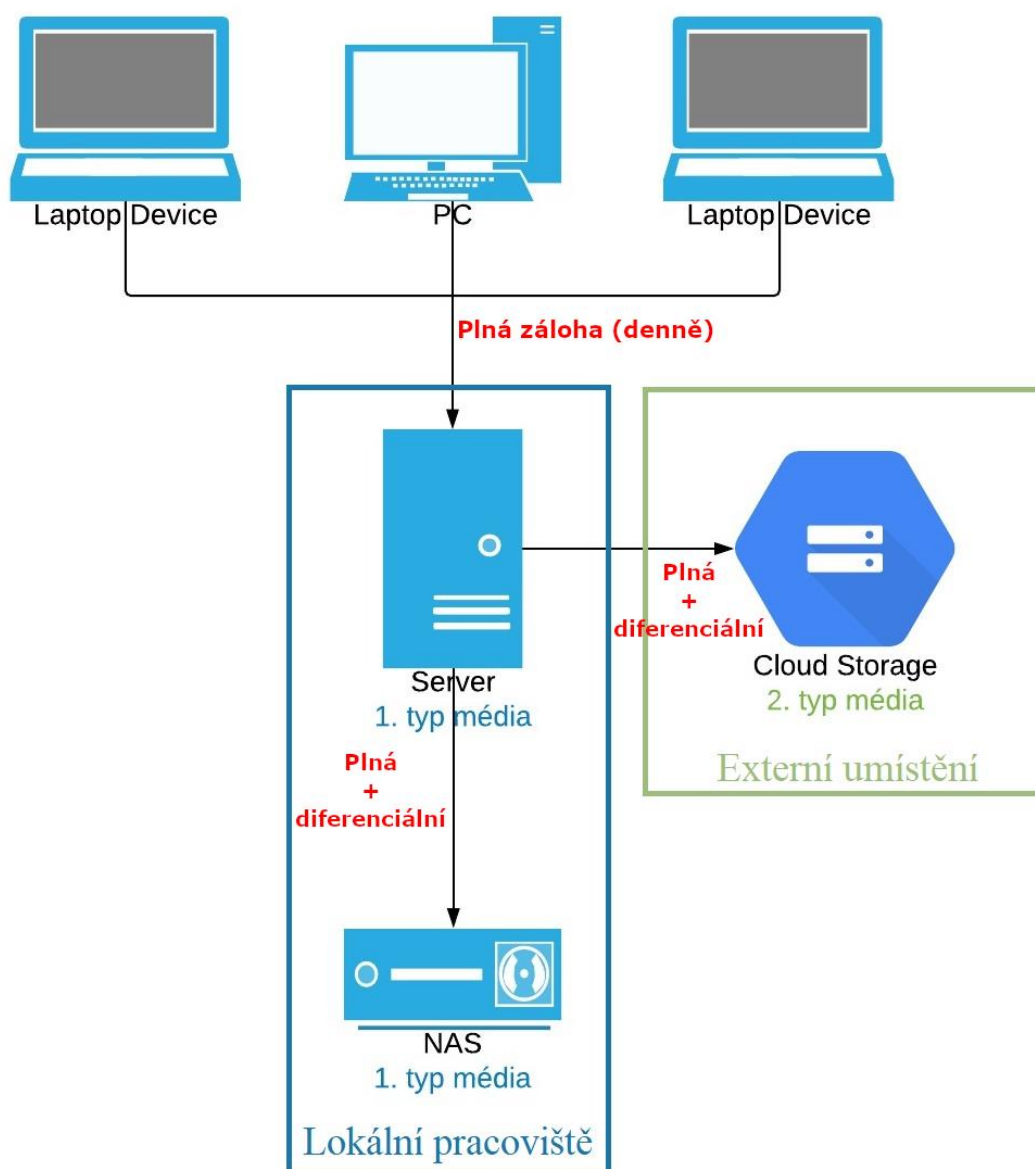 Laptop Device
PC
Laptop Device
Plná záloha (denně)
Server
1. typ média
Plná
+
diferenciální
Cloud Storage
2. typ média
Externí umístění
Plná
+
diferenciální
NAS
1. typ média
Lokální pracoviště